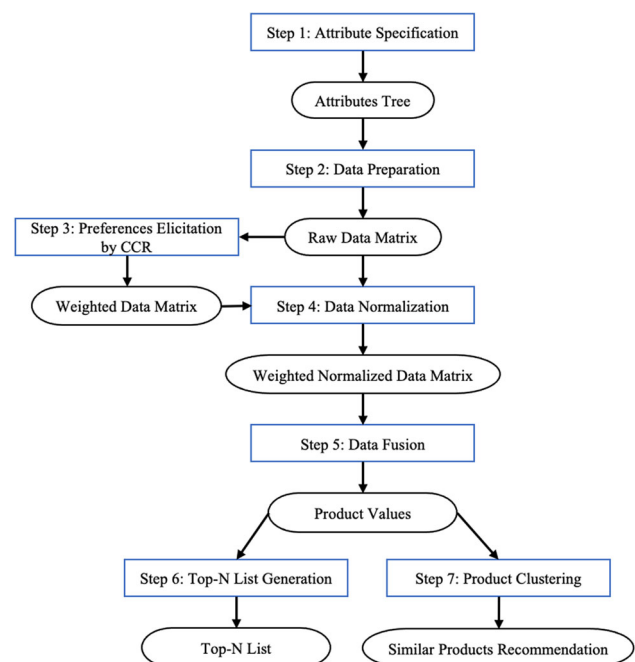 Step 1: Attribute Specification
Attributes Tree
Step 2: Data Preparation
Step 3: Preferences Elicitation
by CCR
Raw Data Matrix
Weighted Data Matrix
Step 4: Data Normalization
Weighted Normalized Data Matrix
Step 5: Data Fusion
Product Values
Step 6: Top-N List Generation
Step 7: Product Clustering
Top-N List
Similar Products Recommendation